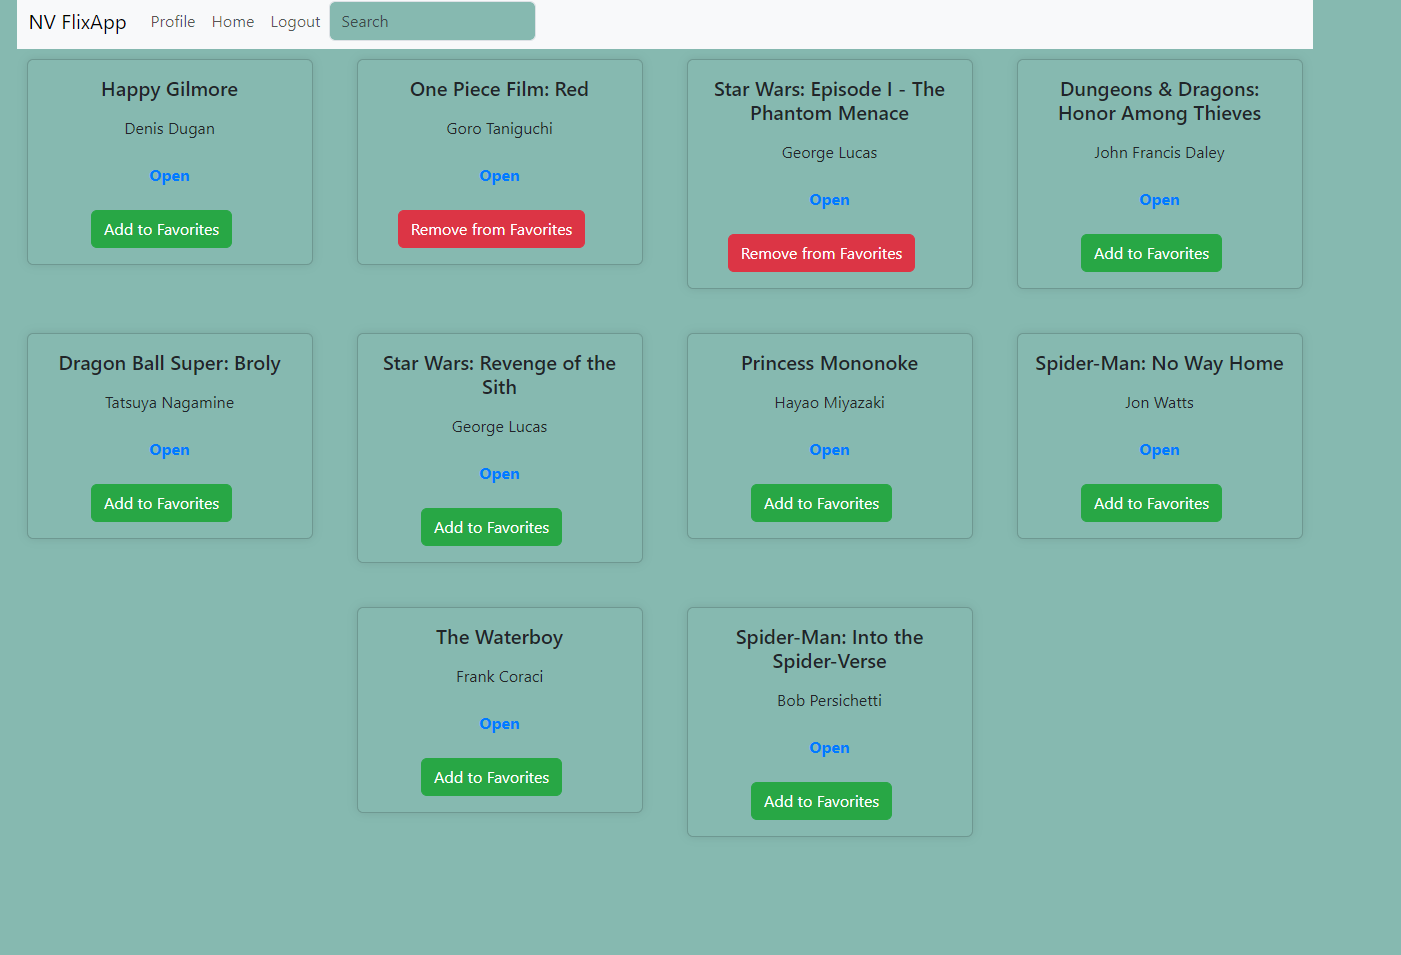 NV FlixApp Profile Home Logout Search
Happy Gilmore
Denis Dugan
Open
Add to Favorites
One Piece Film: Red
Goro Taniguchi
Open
Remove from Favorites
Star Wars: Episode I - The
Phantom Menace
George Lucas
Open
Remove from Favorites
Dungeons & Dragons:
Honor Among Thieves
John Francis Daley
Open
Add to Favorites
Dragon Ball Super: Broly
Tatsuya Nagamine
Open
Add to Favorites
Star Wars: Revenge of the
Sith
George Lucas
Open
Add to Favorites
Princess Mononoke
Hayao Miyazaki
Open
Add to Favorites
Spider-Man: No Way Home
Jon Watts
Open
Add to Favorites
The Waterboy
Frank Coraci
Open
Add to Favorites
Spider-Man: Into the
Spider-Verse
Bob Persichetti
Open
Add to Favorites